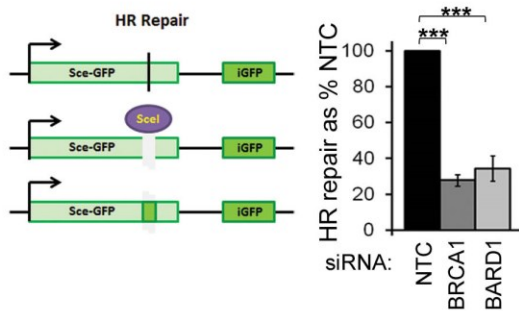 HR Repair
Sce-GFP
iGFP
SceI
Sce-GFP
iGFP
Sce-GFP
iGFP
HR repair as % NTC
100
80
60
40
20
0
***
***
siRNA:
NTC
BRCA1
BARD1